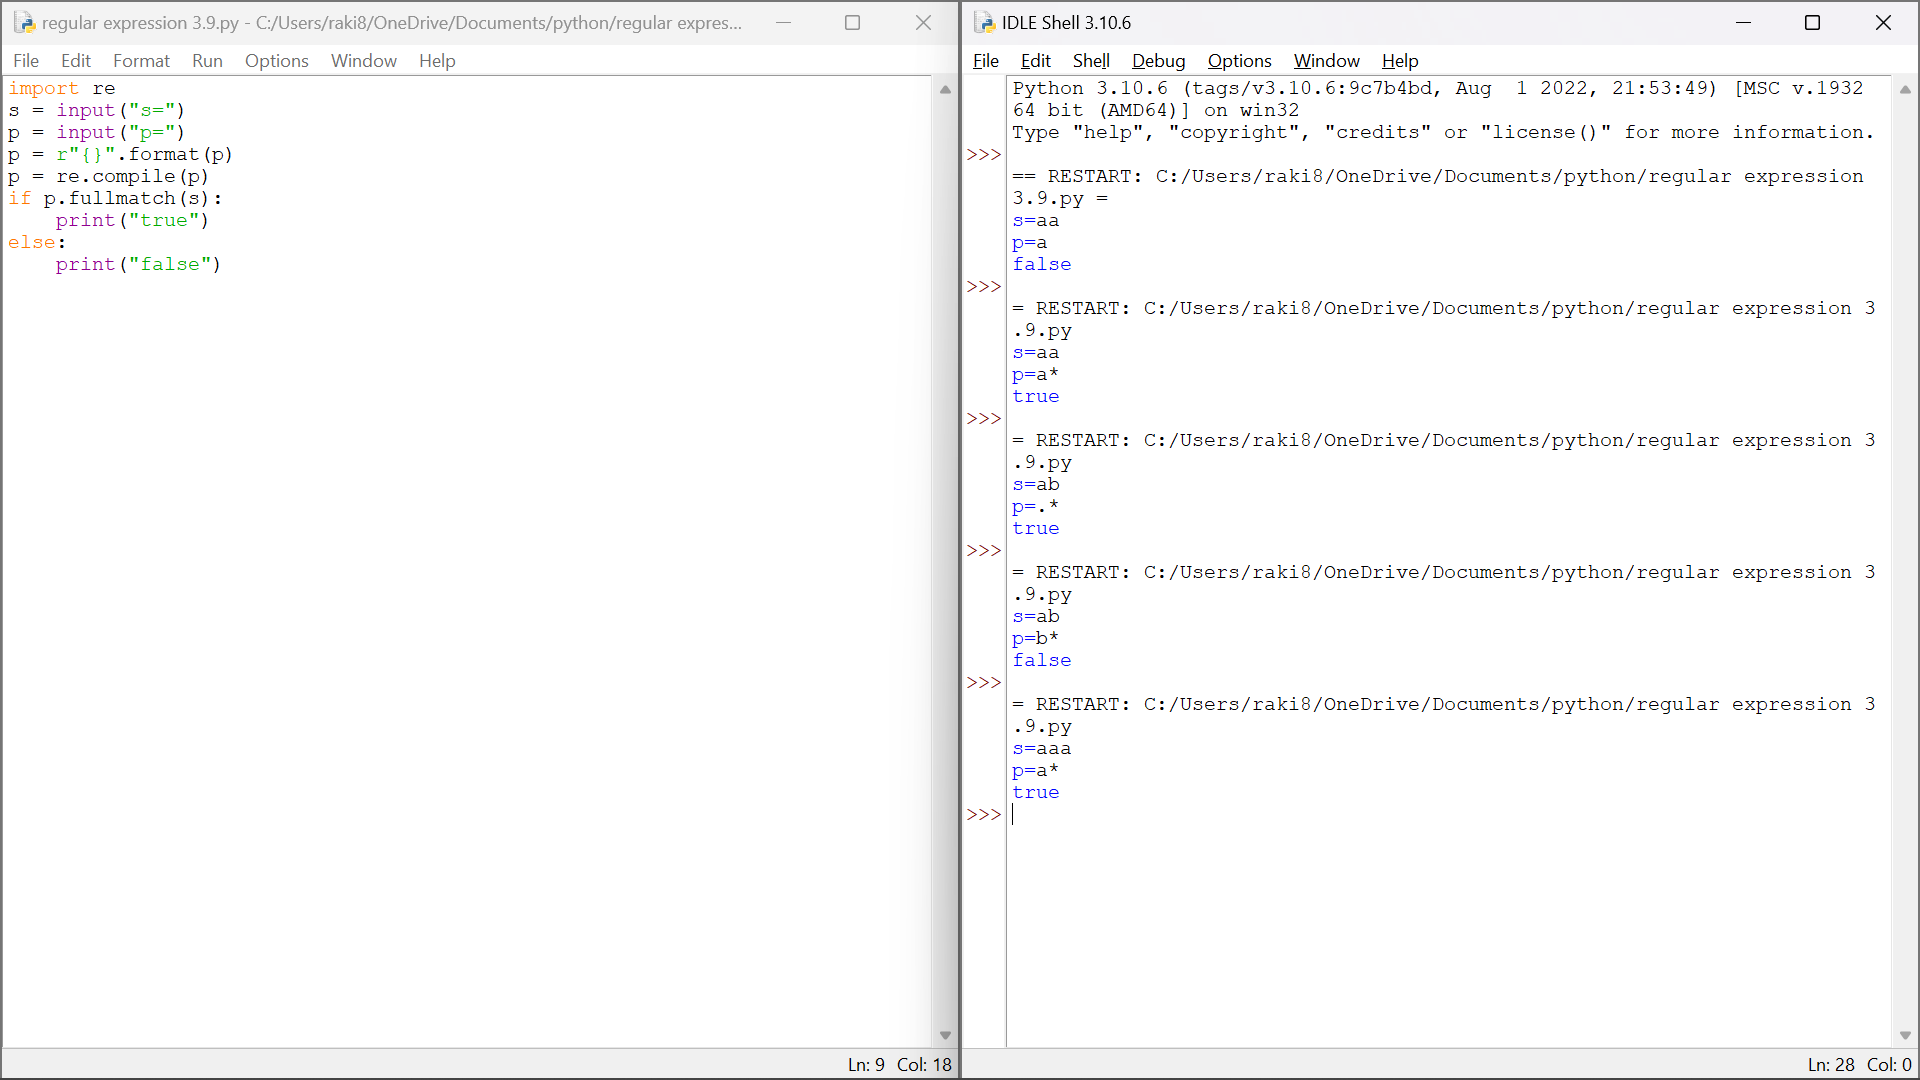 regular expression 3.9.py - C:/Users/raki8/OneDrive/Documents/python/regular expres...
File Edit Format Run Options Window Help
import re
s = input("s=")
p = input("p=")
p = r"{}".format(p)
p = re.compile(p)
if p.fullmatch(s):
    print("true")
else:
    print("false")
Ln: 9 Col: 18
IDLE Shell 3.10.6
File Edit Shell Debug Options Window Help
Python 3.10.6 (tags/v3.10.6:9c7b4bd, Aug  1 2022, 21:53:49) [MSC v.1932
64 bit (AMD64)] on win32
Type "help", "copyright", "credits" or "license()" for more information.
>>>
== RESTART: C:/Users/raki8/OneDrive/Documents/python/regular expression
3.9.py =
s=aa
p=a
false
>>>
= RESTART: C:/Users/raki8/OneDrive/Documents/python/regular expression 3
.9.py
s=aa
p=a*
true
>>>
= RESTART: C:/Users/raki8/OneDrive/Documents/python/regular expression 3
.9.py
s=ab
p=.*
true
>>>
= RESTART: C:/Users/raki8/OneDrive/Documents/python/regular expression 3
.9.py
s=ab
p=b*
false
>>>
= RESTART: C:/Users/raki8/OneDrive/Documents/python/regular expression 3
.9.py
s=aaa
p=a*
true
>>>
Ln: 28 Col: 0